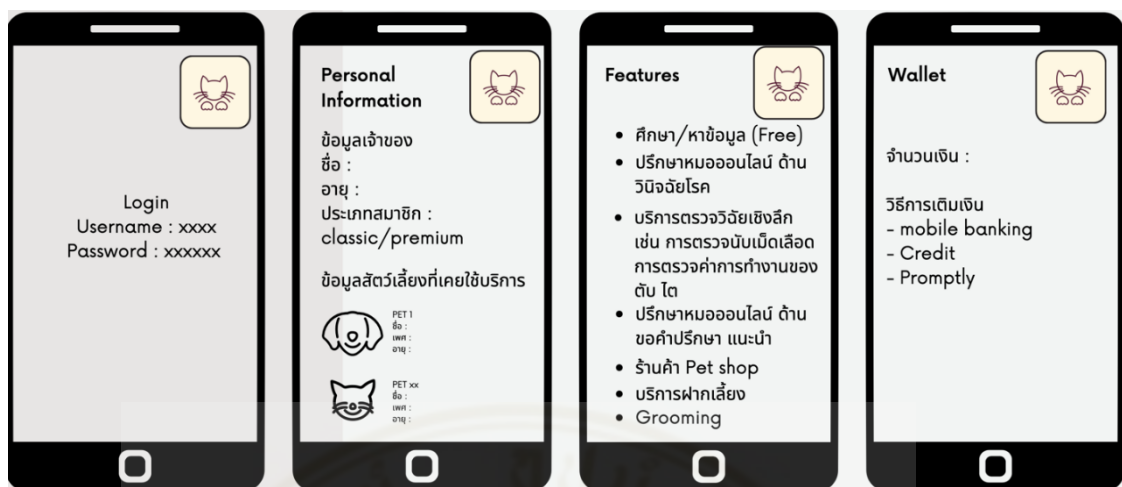 Login
Username : xxxx
Password : xxxxxx
Personal
Information
ข้อมูลเจ้าของ
ชื่อ :
อายุ :
ประเภทสมาชิก :
classic/premium
ข้อมูลสัตว์เลี้ยงที่เคยใช้บริการ
PET 1
ชื่อ :
เพศ :
อายุ :
PET xx
ชื่อ :
เพศ :
อายุ :
Features
• ศึกษา/หาข้อมูล (Free)
• ปรึกษาหมอออนไลน์ ด้าน
วินิจฉัยโรค
• บริการตรวจวิฉัยเชิงลึก
เช่น การตรวจนับเม็ดเลือด
การตรวจค่าการทำงานของ
ตับ ไต
• ปรึกษาหมอออนไลน์ ด้าน
ขอคำปรึกษา แนะนำ
• ร้านค้า Pet shop
• บริการฝากเลี้ยง
• Grooming
Wallet
จำนวนเงิน :
วิธีการเติมเงิน
- mobile banking
- Credit
- Promptly